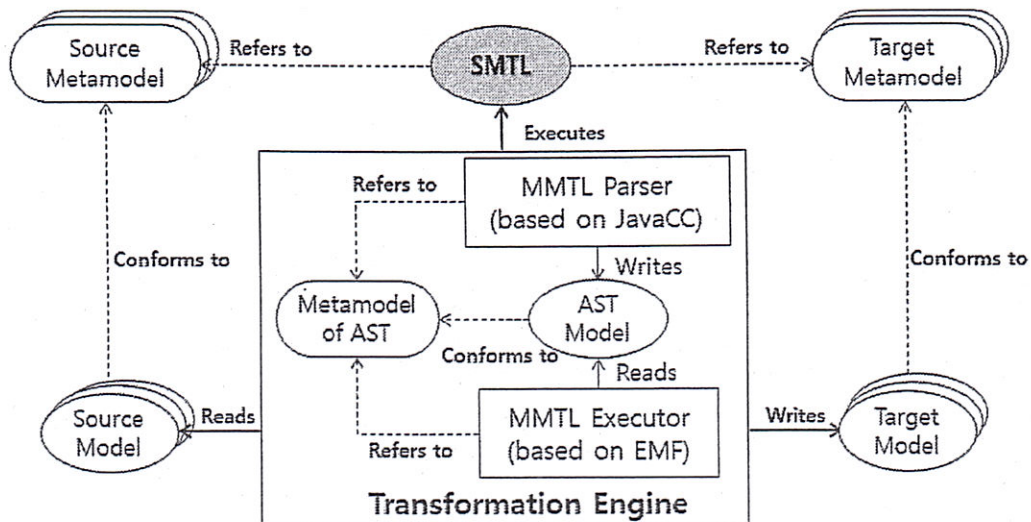 Source
Metamodel
Refers to
SMTL
Refers to
Target
Metamodel
Executes
Refers to
MMTL Parser
(based on JavaCC)
Conforms to
Conforms to
Writes
Metamodel
of AST
AST
Model
Conforms to
Reads
Source
Model
Reads
MMTL Executor
(based on EMF)
Writes
Target
Model
Refers to
Transformation Engine